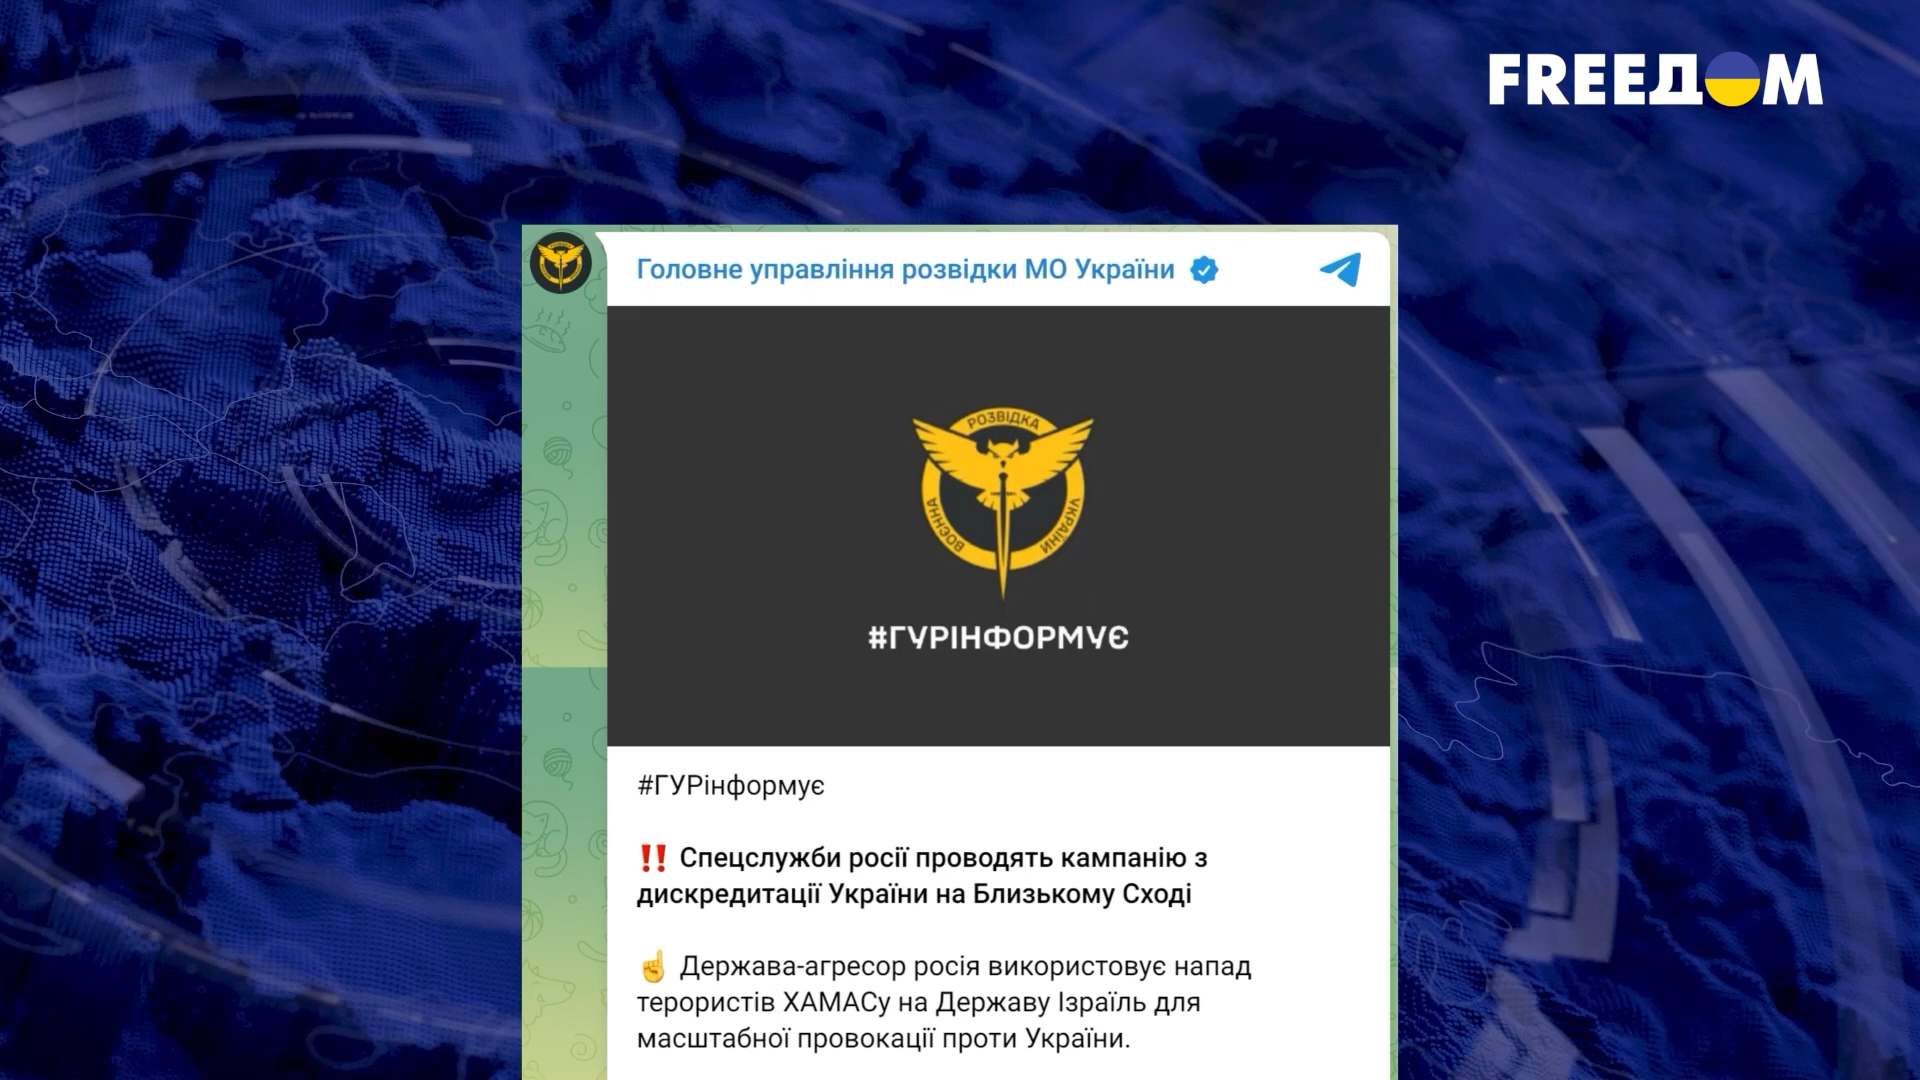 FREEДOM
Головне управління розвідки МО України
РОЗВІДКА
ВОЄННА
УКРАЇНИ
#ГУРІНФОРМУЄ
#ГУРінформує
‼️ Спецслужби росії проводять кампанію з
дискредитації України на Близькому Сході
☝️ Держава-агресор росія використовує напад
терористів ХАМАСу на Державу Ізраїль для
масштабної провокації проти України.